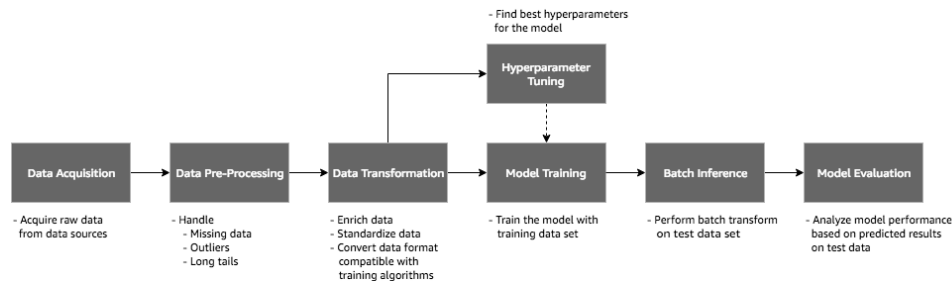 - Find best hyperparameters
for the model
Hyperparameter
Tuning
Data Acquisition
Data Pre-Processing
Data Transformation
Model Training
Batch Inference
Model Evaluation
- Acquire raw data
from data sources
- Handle
- Missing data
- Outliers
- Long tails
- Enrich data
- Standardize data
- Convert data format
compatible with
training algorithms
- Train the model with
training data set
- Perform batch transform
on test data set
- Analyze model performance
based on predicted results
on test data